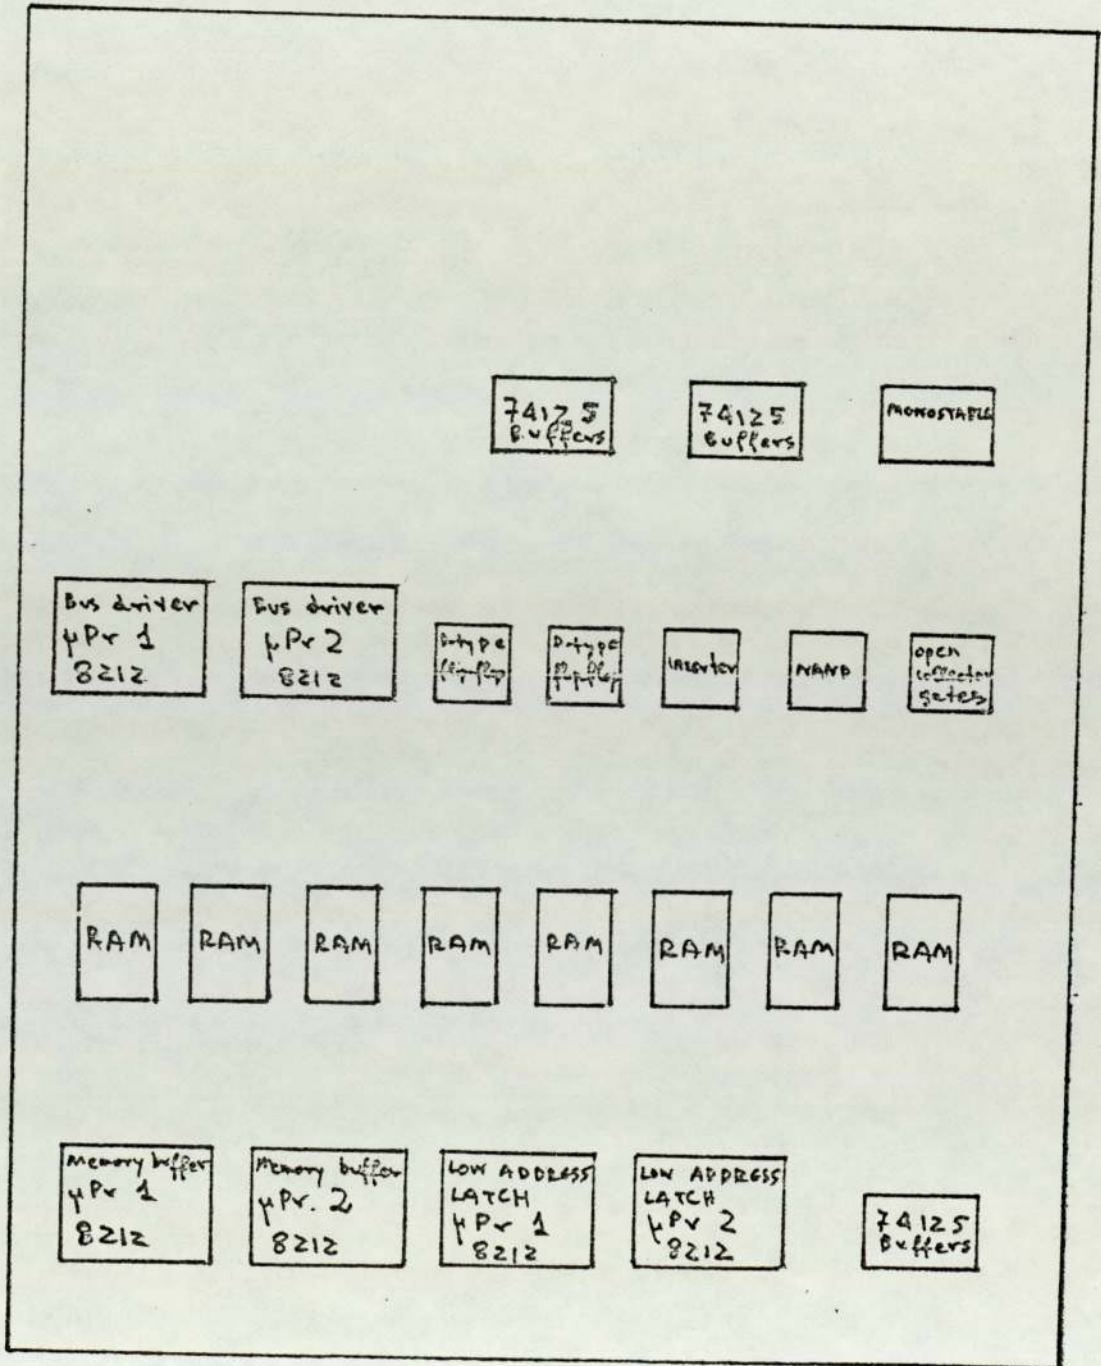 74125
Buffers
74125
Buffers
MONOSTABLE
Bus driver
μPr 1
8212
Bus driver
μPr 2
8212
D-type
flip-flop
D-type
flip-flop
inverter
NAND
open
collector
gates
RAM
RAM
RAM
RAM
RAM
RAM
RAM
RAM
Memory buffer
μPr 1
8212
Memory buffer
μPr. 2
8212
LOW ADDRESS
LATCH
μPr 1
8212
LOW ADDRESS
LATCH
μPr 2
8212
74125
Buffers